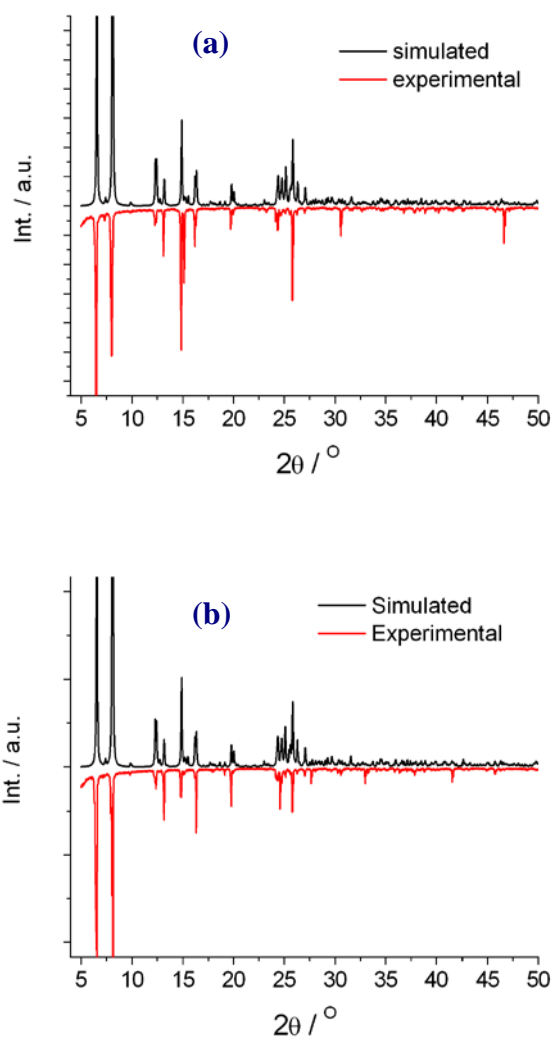 (a)
simulated
experimental
Int. / a.u.
5 10 15 20 25 30 35 40 45 50
2θ / °
(b)
Simulated
Experimental
Int. / a.u.
5 10 15 20 25 30 35 40 45 50
2θ / °